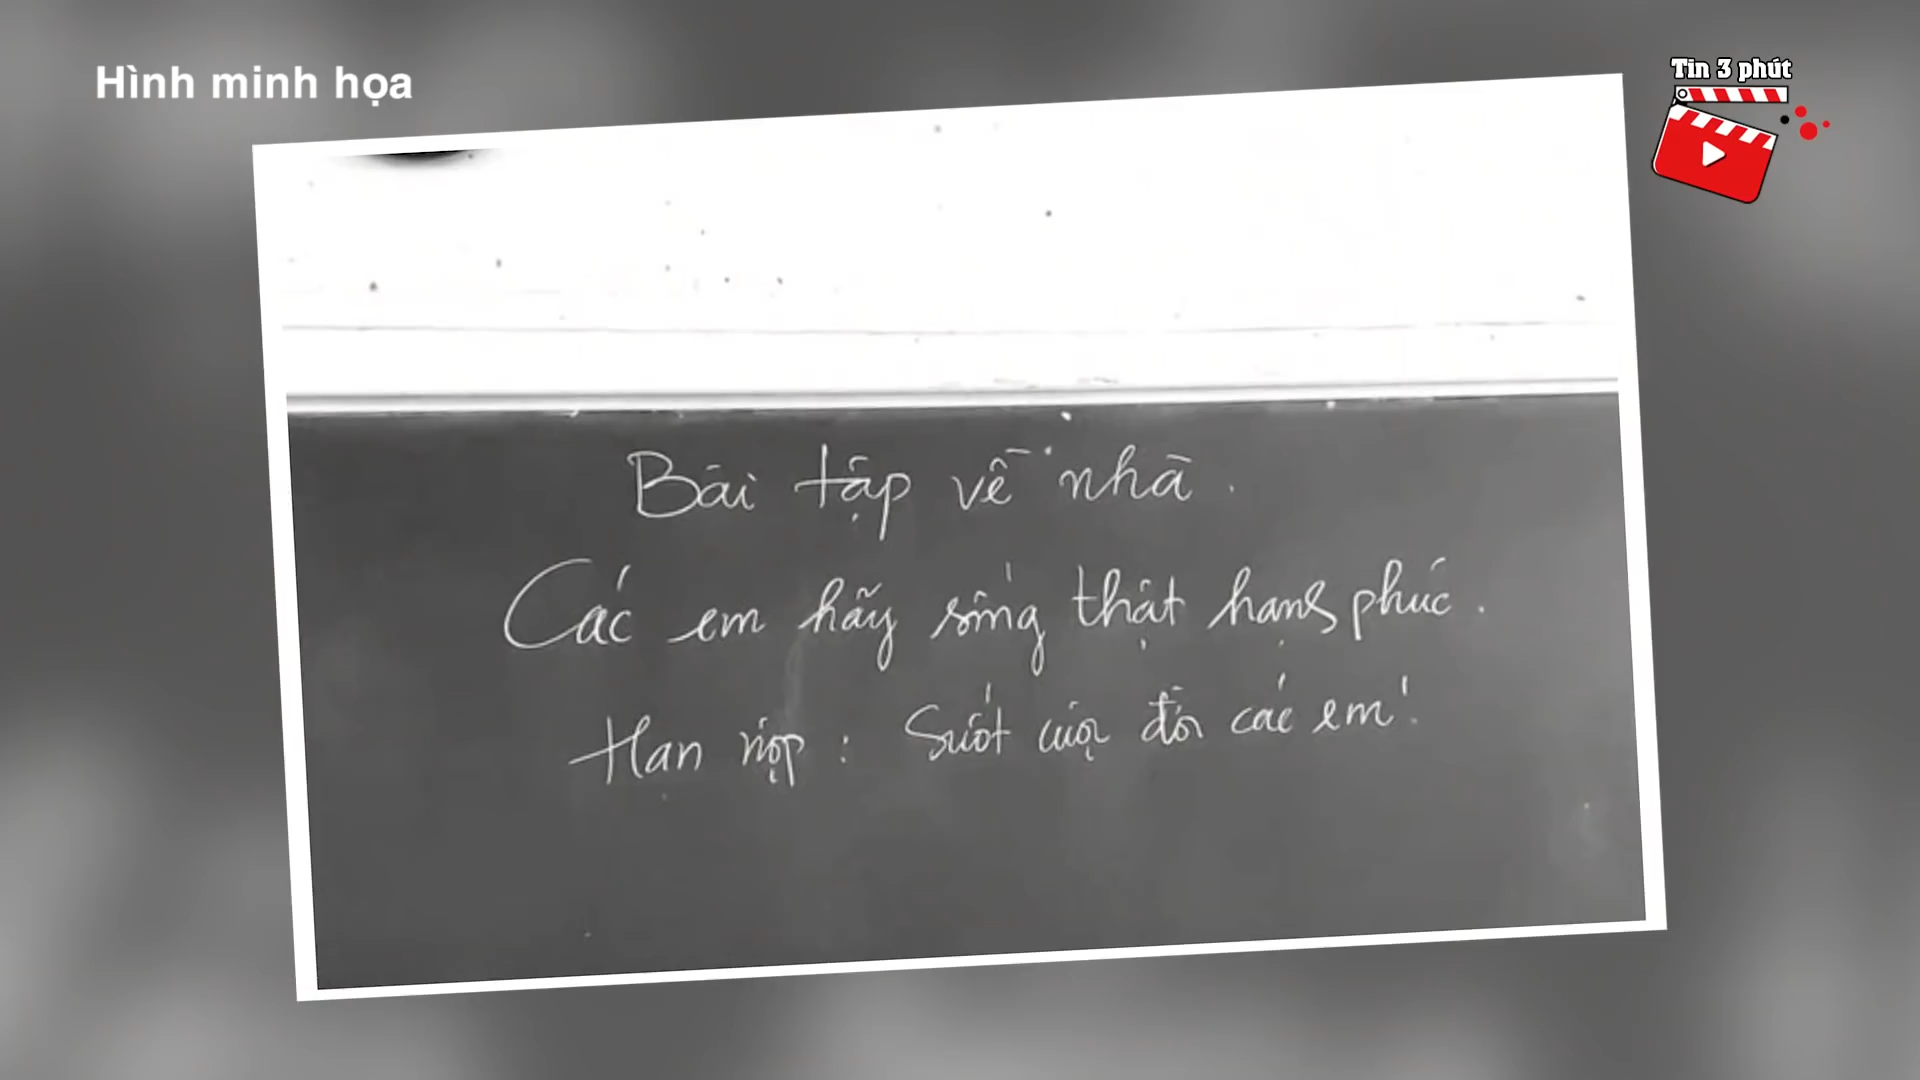 Hình minh họa
Tin 3 phút
Bài tập về nhà.
Các em hãy sống thật hạnh phúc.
Hạn nộp: Suốt cuộc đời các em!